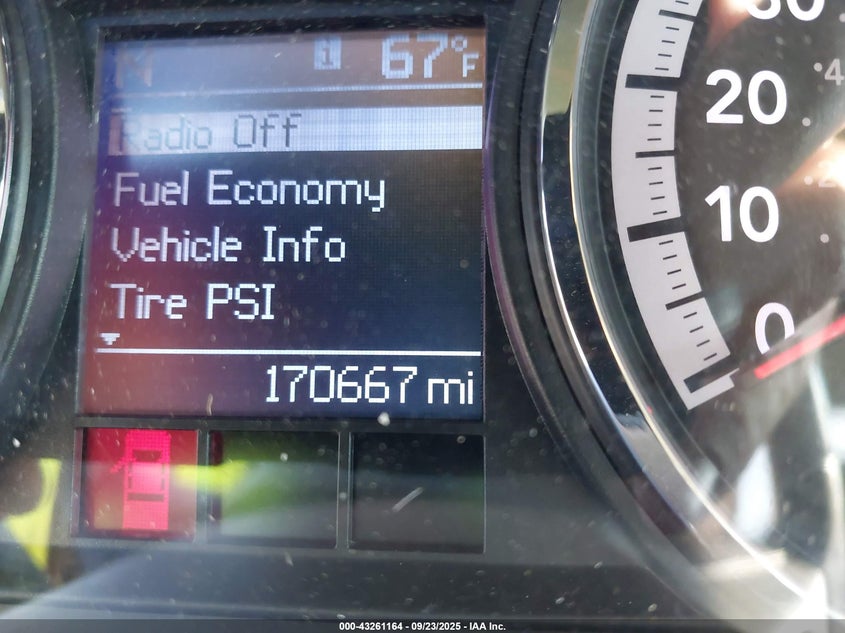 67°F
Radio Off
Fuel Economy
Vehicle Info
Tire PSI
170667 mi
20
10
0
000-43261164 - 09/23/2025 - IAA Inc.